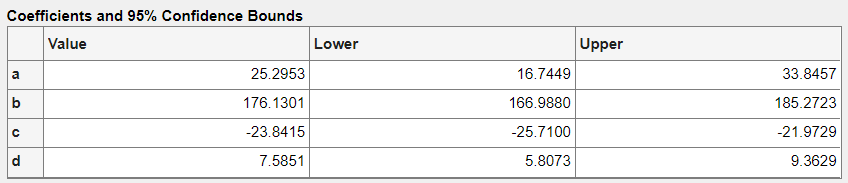 Coefficients and 95% Confidence Bounds
Value Lower Upper
a 25.2953 16.7449 33.8457
b 176.1301 166.9880 185.2723
c -23.8415 -25.7100 -21.9729
d 7.5851 5.8073 9.3629